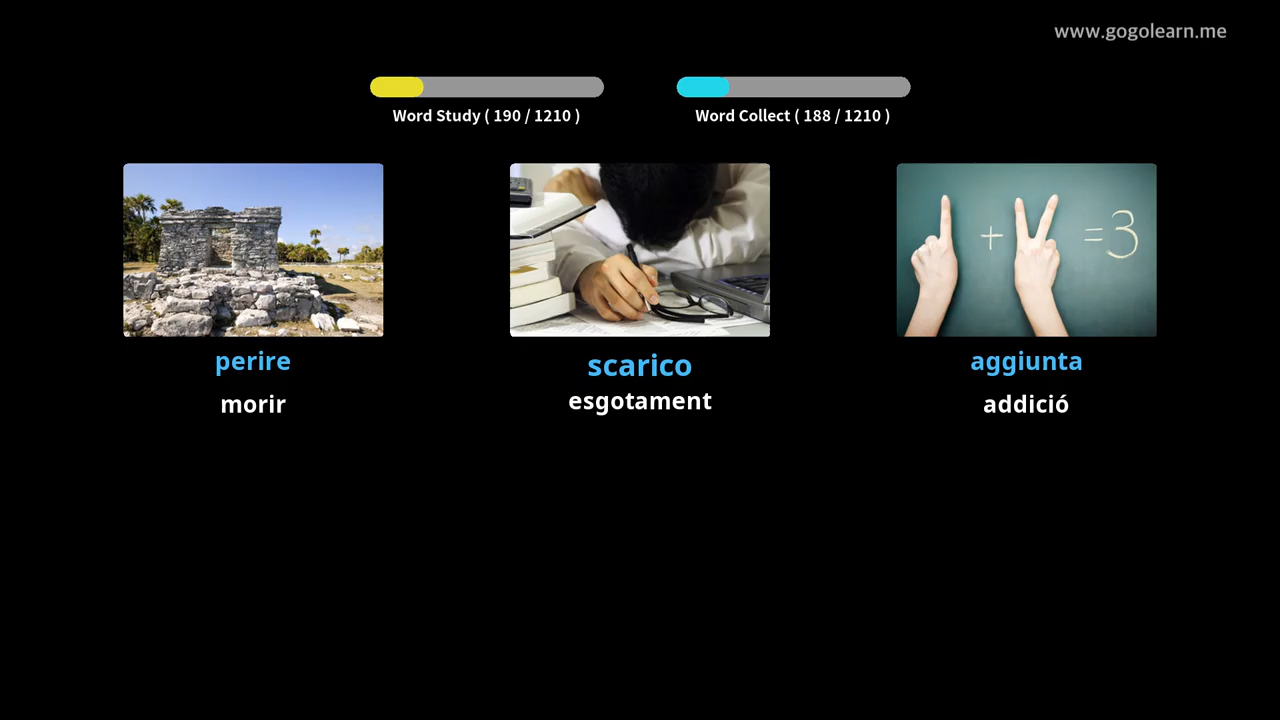 www.gogolearn.me
Word Study ( 190 / 1210 )
Word Collect ( 188 / 1210 )
+ =3
perire
scarico
aggiunta
morir
esgotament
addició